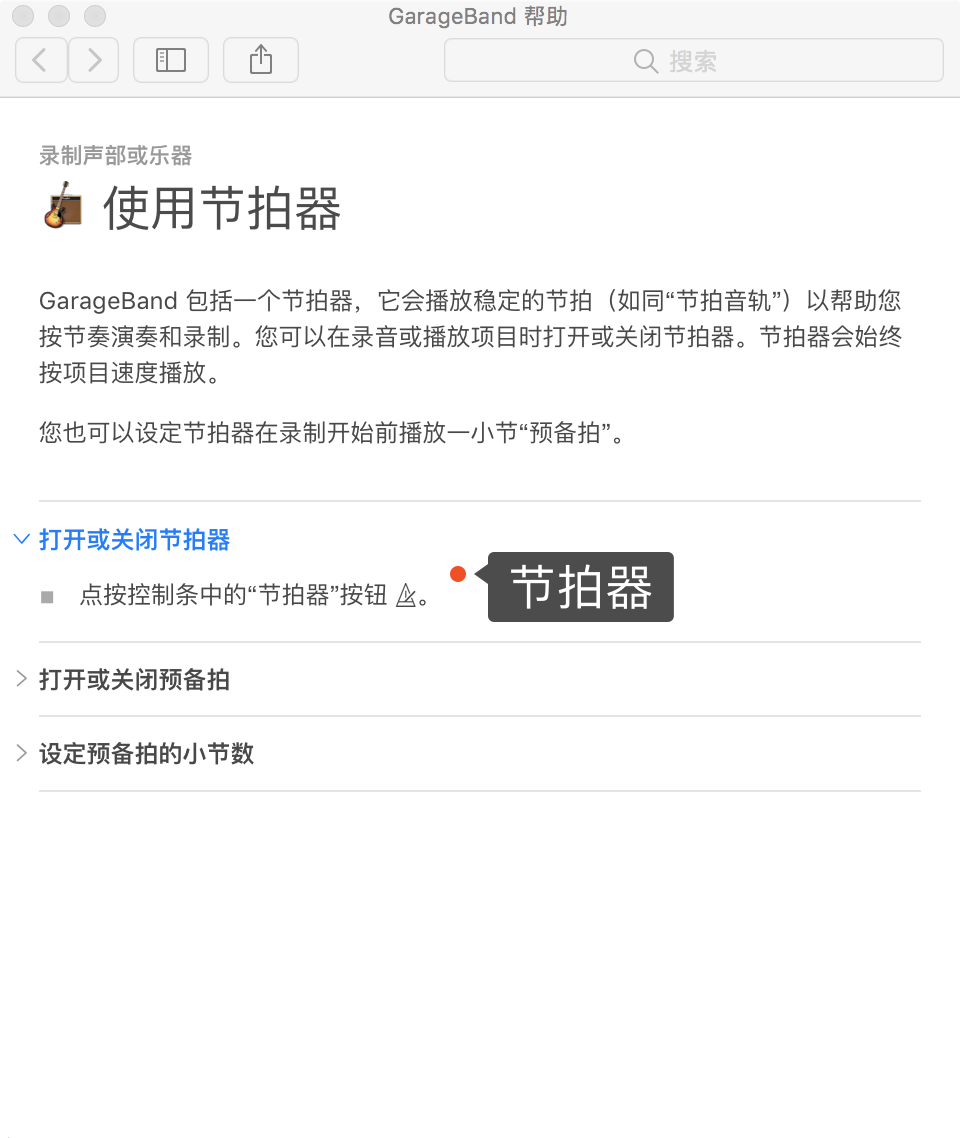 GarageBand 帮助
搜索
录制声部或乐器
使用节拍器
GarageBand 包括一个节拍器，它会播放稳定的节拍（如同“节拍音轨”）以帮助您
按节奏演奏和录制。您可以在录音或播放项目时打开或关闭节拍器。节拍器会始终
按项目速度播放。
您也可以设定节拍器在录制开始前播放一小节“预备拍”。
打开或关闭节拍器
点按控制条中的“节拍器”按钮 。
节拍器
打开或关闭预备拍
设定预备拍的小节数